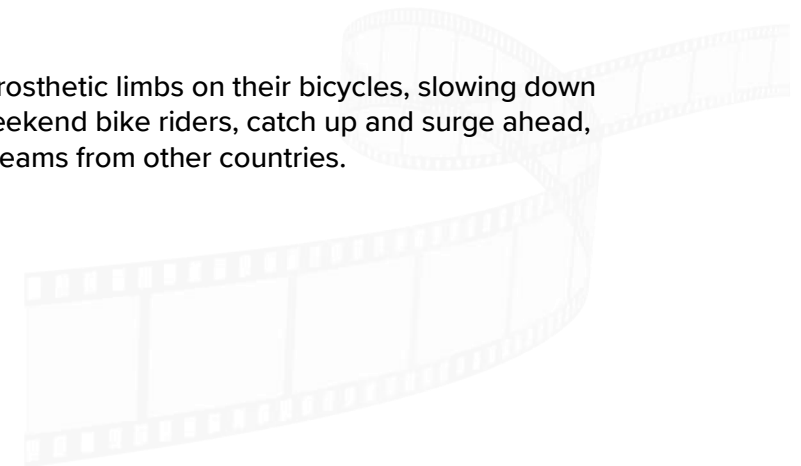 rosthetic limbs on their bicycles, slowing down
eekend bike riders, catch up and surge ahead,
eams from other countries.